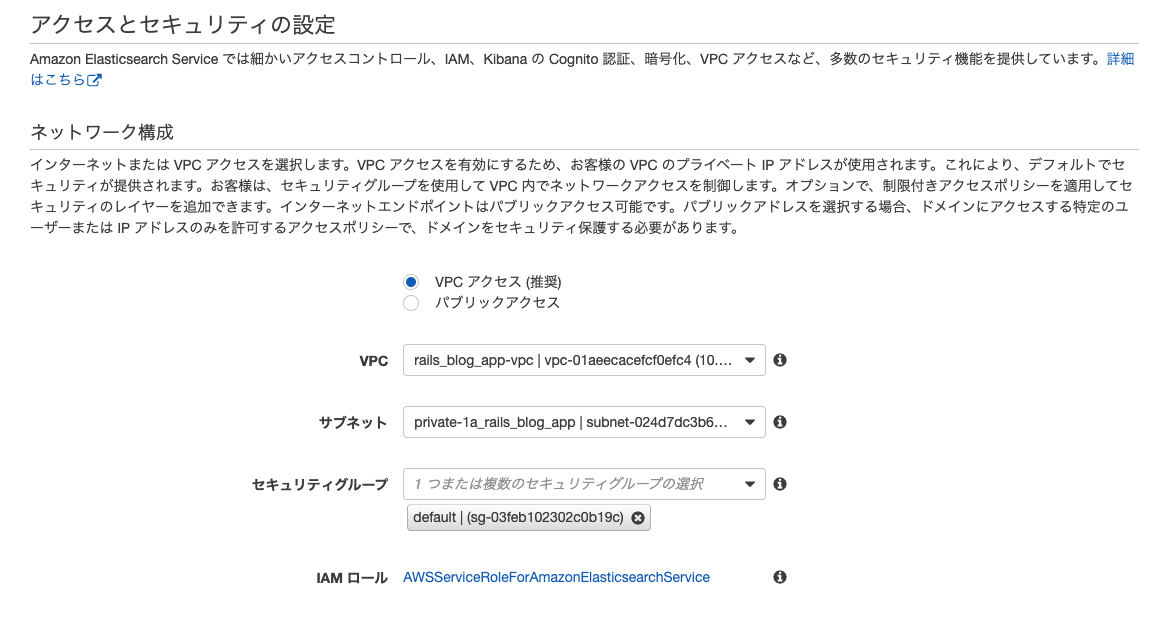 アクセスとセキュリティの設定
Amazon Elasticsearch Service では細かいアクセスコントロール、IAM、Kibana の Cognito 認証、暗号化、VPC アクセスなど、多数のセキュリティ機能を提供しています。詳細
はこちら
ネットワーク構成
インターネットまたは VPC アクセスを選択します。VPC アクセスを有効にするため、お客様の VPC のプライベート IP アドレスが使用されます。これにより、デフォルトでセ
キュリティが提供されます。お客様は、セキュリティグループを使用して VPC 内でネットワークアクセスを制御します。オプションで、制限付きアクセスポリシーを適用してセ
キュリティのレイヤーを追加できます。インターネットエンドポイントはパブリックアクセス可能です。パブリックアドレスを選択する場合、ドメインにアクセスする特定のユ
ーザーまたは IP アドレスのみを許可するアクセスポリシーで、ドメインをセキュリティ保護する必要があります。
VPC アクセス (推奨)
パブリックアクセス
VPC rails_blog_app-vpc | vpc-01aeecacefcf0efc4 (10....
サブネット private-1a_rails_blog_app | subnet-024d7dc3b6...
セキュリティグループ 1 つまたは複数のセキュリティグループの選択
default | (sg-03feb102302c0b19c)
IAM ロール AWSServiceRoleForAmazonElasticsearchService